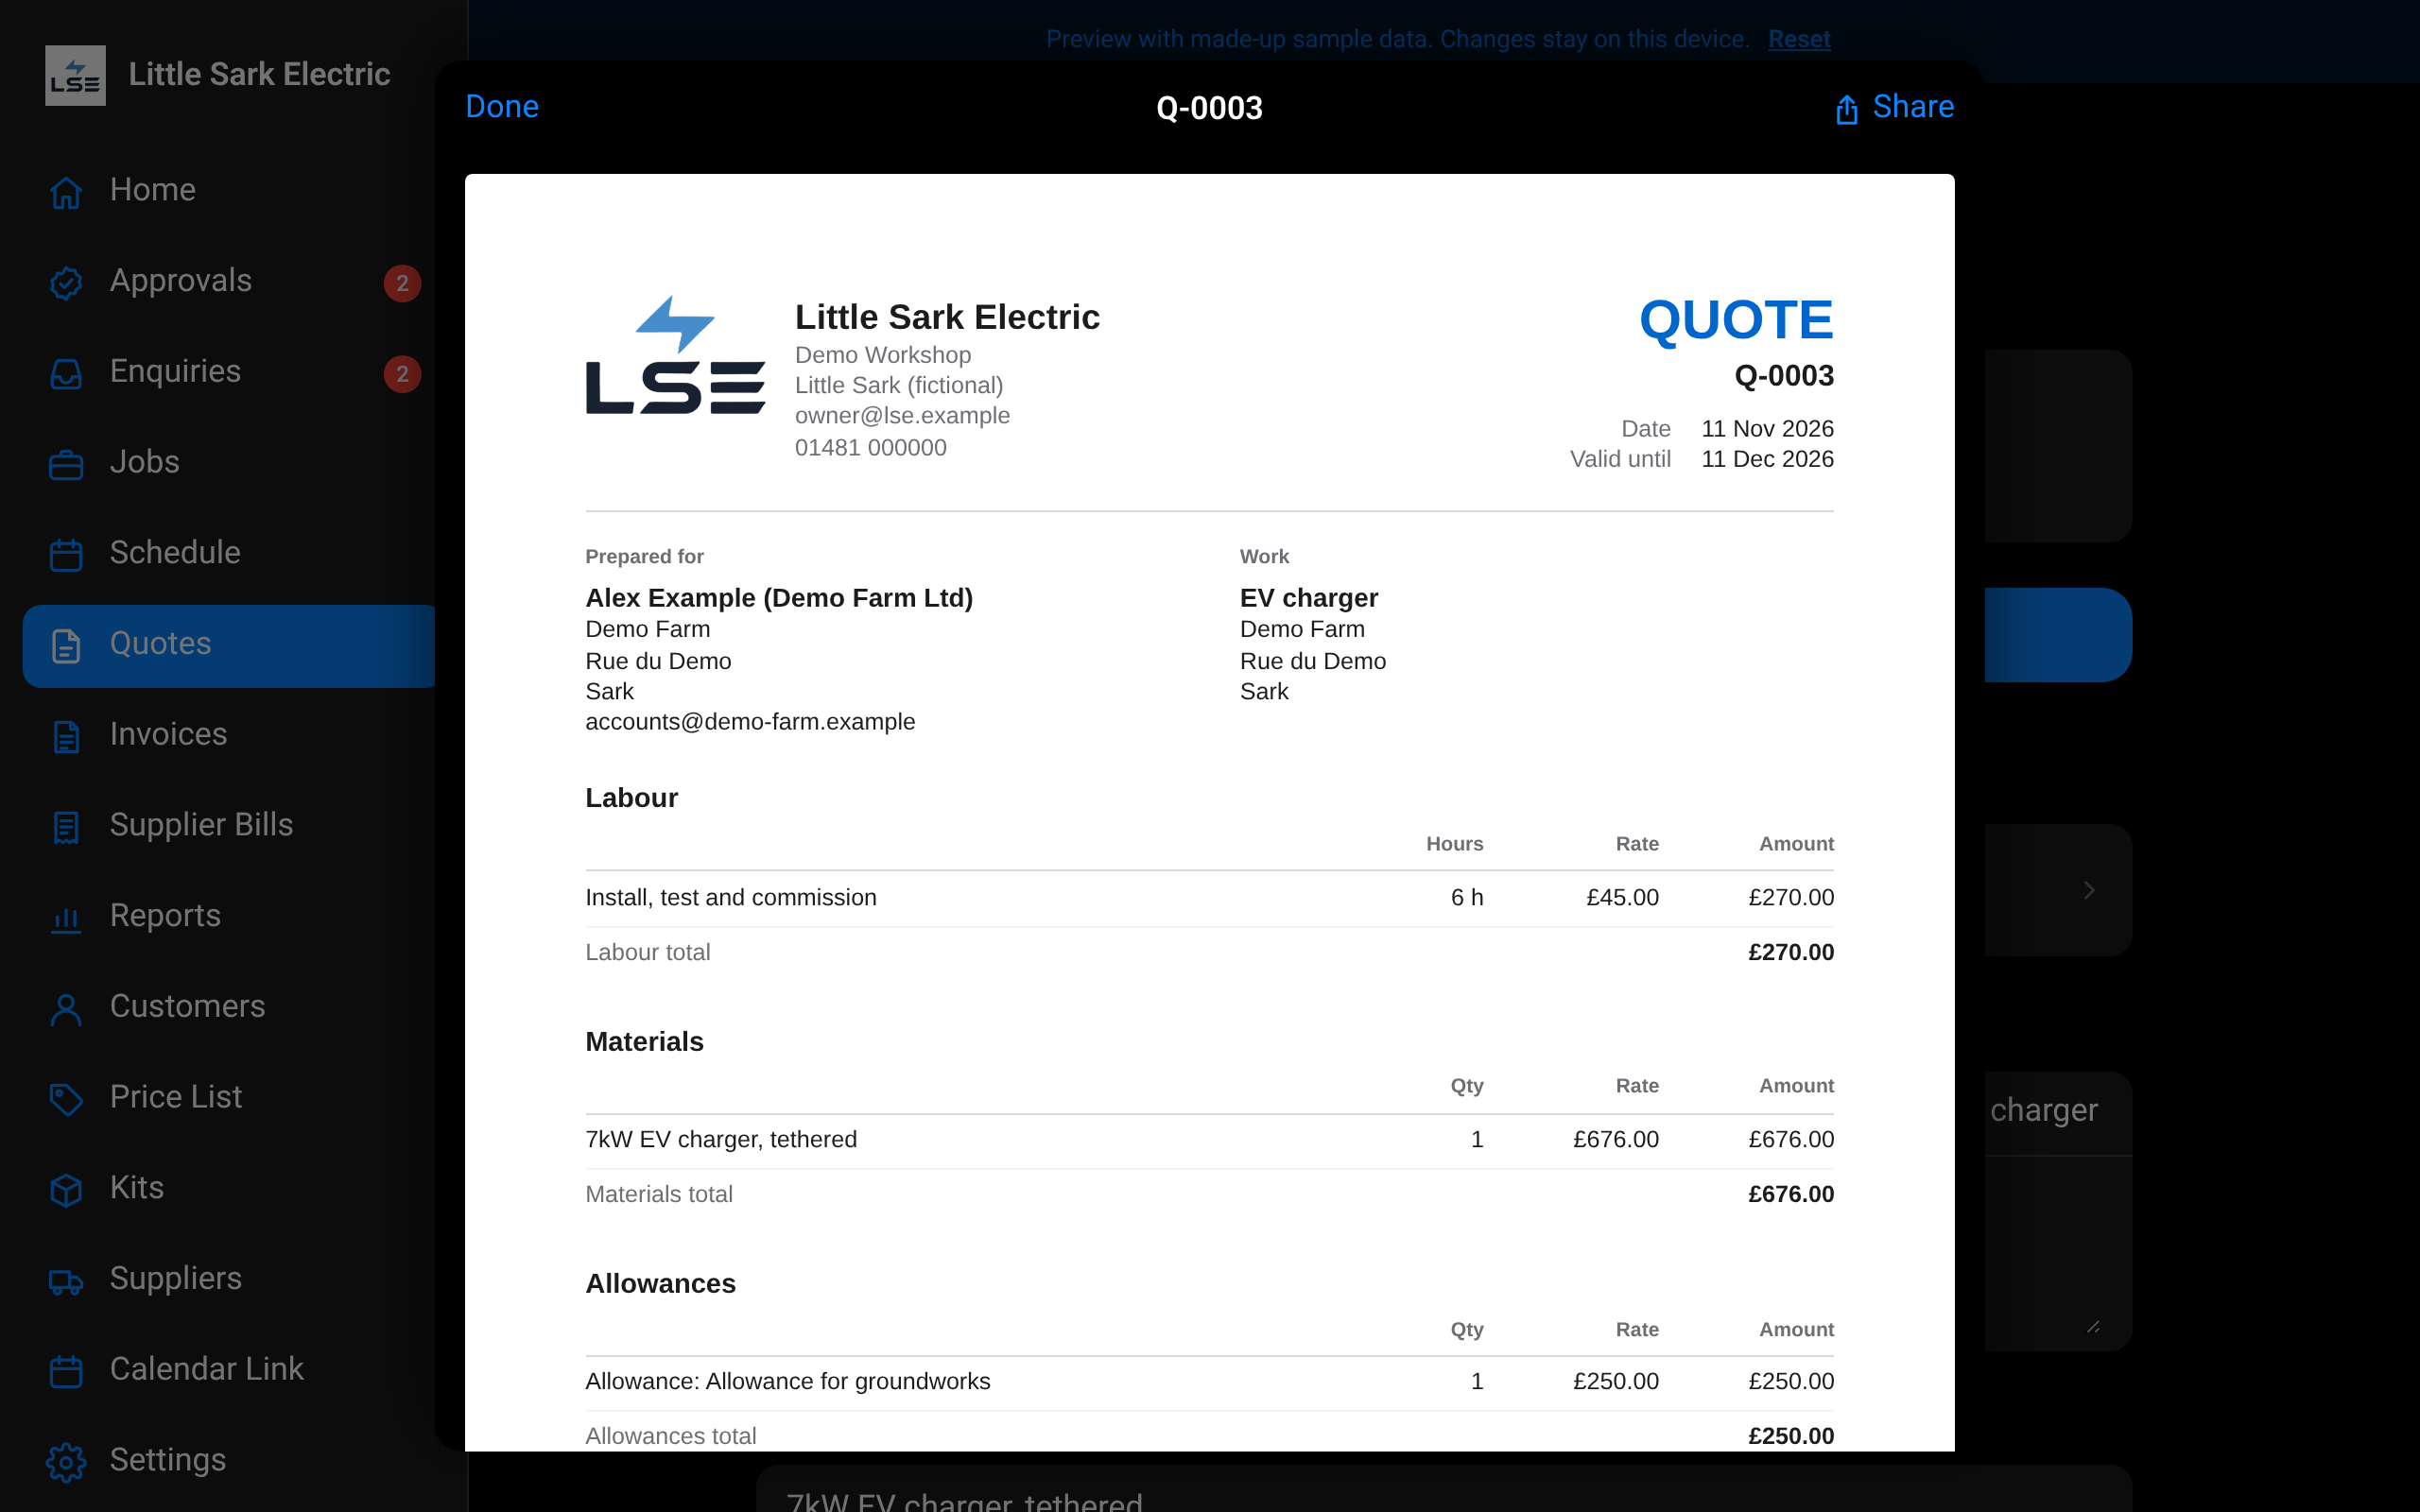 Preview with made-up sample data. Changes stay on this device. Reset
LSE
Little Sark Electric
Home
Approvals 2
Enquiries 2
Jobs
Schedule
Quotes
Invoices
Supplier Bills
Reports
Customers
Price List
Kits
Suppliers
Calendar Link
Settings
Done Q-0003 Share
LSE
Little Sark Electric
Demo Workshop
Little Sark (fictional)
owner@lse.example
01481 000000
QUOTE
Q-0003
Date 11 Nov 2026
Valid until 11 Dec 2026
Prepared for
Alex Example (Demo Farm Ltd)
Demo Farm
Rue du Demo
Sark
accounts@demo-farm.example
Work
EV charger
Demo Farm
Rue du Demo
Sark
Labour
Hours Rate Amount
Install, test and commission 6 h £45.00 £270.00
Labour total £270.00
Materials
Qty Rate Amount
7kW EV charger, tethered 1 £676.00 £676.00
Materials total £676.00
Allowances
Qty Rate Amount
Allowance: Allowance for groundworks 1 £250.00 £250.00
Allowances total £250.00
charger
7kW EV charger, tethered